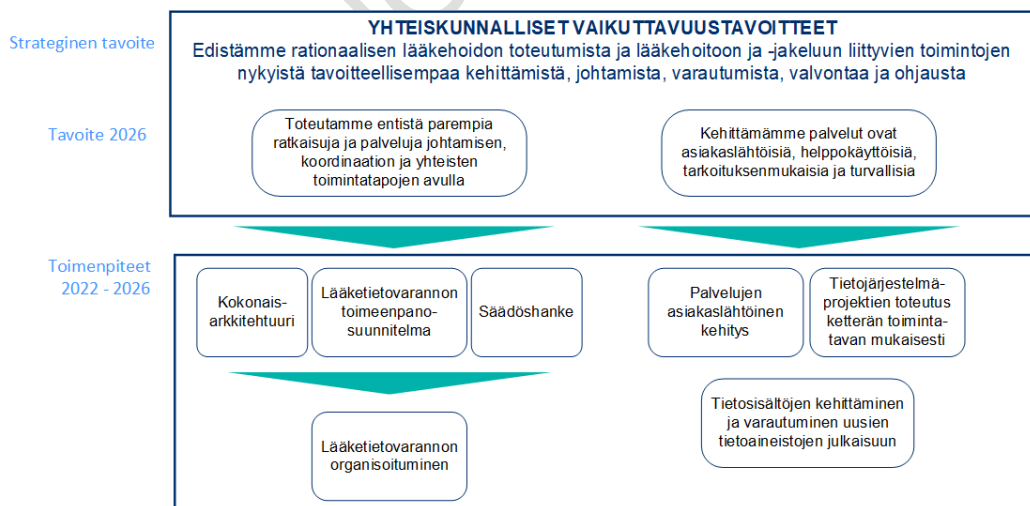 YHTEISKUNNALLISET VAIKUTTAVUUSTAVOITTEET
Strateginen tavoite
Edistämme rationaalisen lääkehoidon toteutumista ja lääkehoitoon ja -jakeluun liittyvien toimintojen
nykyistä tavoitteellisempaa kehittämistä, johtamista, varautumista, valvontaa ja ohjausta
Tavoite 2026
Toteutamme entistä parempia
ratkaisuja ja palveluja johtamisen,
koordinaation ja yhteisten
toimintatapojen avulla
Kehittämämme palvelut ovat
asiakaslähtöisiä, helppokäyttöisiä,
tarkoituksenmukaisia ja turvallisia
Toimenpiteet
2022 - 2026
Kokonais-
arkkitehtuuri
Lääketietovarannon
toimeenpano-
suunnitelma
Säädöshanke
Palvelujen
asiakaslähtöinen
kehitys
Tietojärjestelmä-
projektien toteutus
ketterän toiminta-
tavan mukaisesti
Lääketietovarannon
organisoituminen
Tietosisältöjen kehittäminen
ja varautuminen uusien
tietoaineistojen julkaisuun